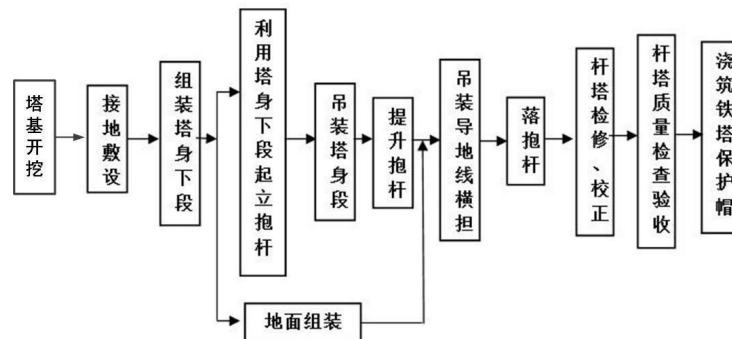 塔基开挖
接地敷设
组装塔身下段
利用塔身下段起立抱杆
吊装塔身段
提升抱杆
吊装导地线横担
落抱杆
杆塔检修、校正
杆塔质量检查验收
浇筑铁塔保护帽
地面组装